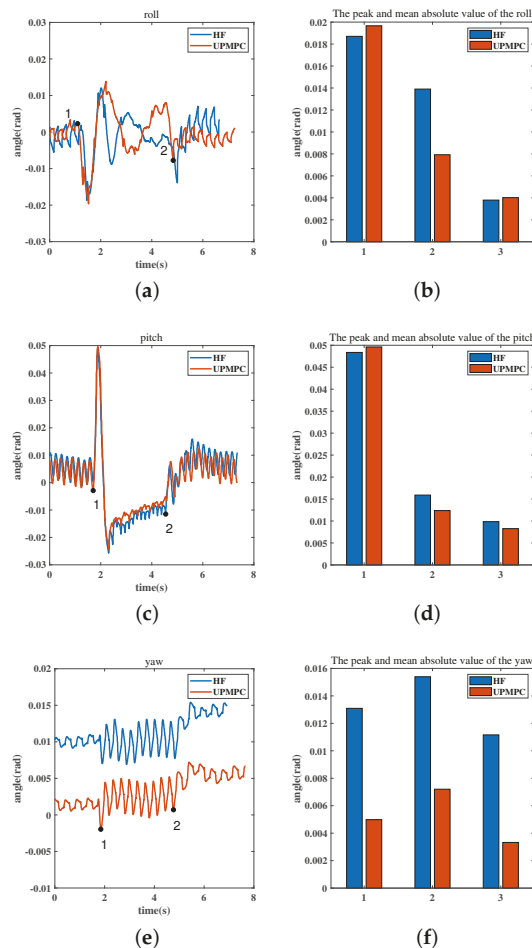 roll
HF
UPMPC
0.03
0.02
0.01
0
-0.01
-0.02
-0.03
angle(rad)
1
2
0 2 4 6 8
time(s)
(a)
The peak and mean absolute value of the roll
HF
UPMPC
0.02
0.018
0.016
0.014
0.012
0.01
0.008
0.006
0.004
0.002
0
angle(rad)
1 2 3
(b)
pitch
HF
UPMPC
0.05
0.04
0.03
0.02
0.01
0
-0.01
-0.02
-0.03
angle(rad)
1
2
0 2 4 6 8
time(s)
(c)
The peak and mean absolute value of the pitch
HF
UPMPC
0.05
0.045
0.04
0.035
0.03
0.025
0.02
0.015
0.01
0.005
0
angle(rad)
1 2 3
(d)
yaw
HF
UPMPC
0.02
0.015
0.01
0.005
0
-0.005
-0.01
angle(rad)
1
2
0 2 4 6 8
time(s)
(e)
The peak and mean absolute value of the yaw
HF
UPMPC
0.016
0.014
0.012
0.01
0.008
0.006
0.004
0.002
0
angle(rad)
1 2 3
(f)